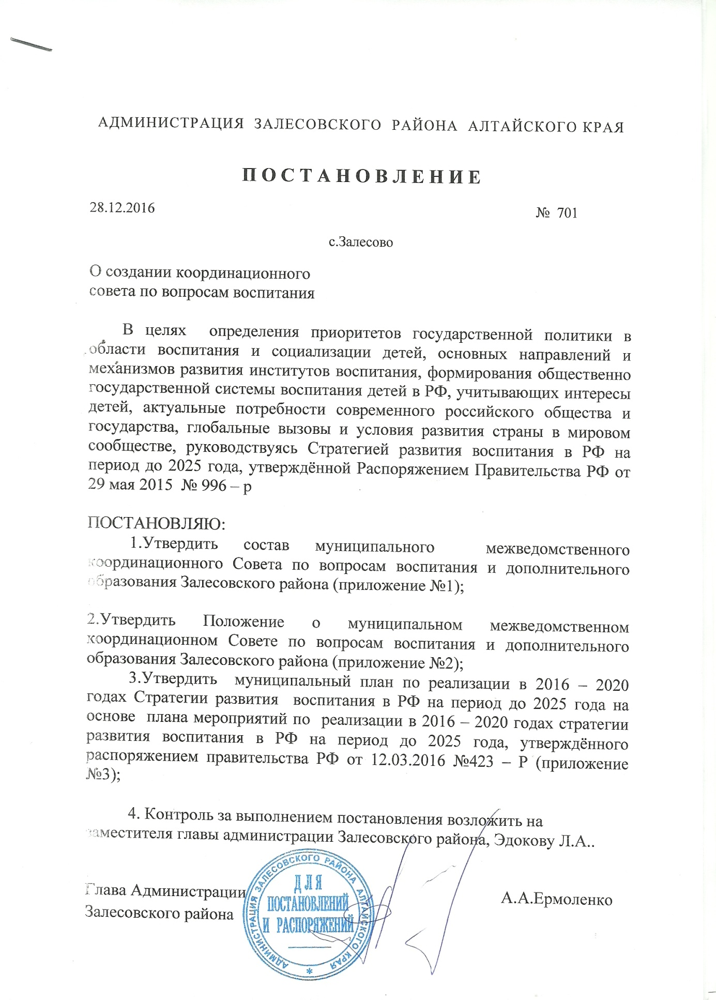 АДМИНИСТРАЦИЯ ЗАЛЕСОВСКОГО РАЙОНА АЛТАЙСКОГО КРАЯ
ПОСТАНОВЛЕНИЕ
28.12.2016 № 701
с.Залесово
О создании координационного
совета по вопросам воспитания
В целях определения приоритетов государственной политики в
области воспитания и социализации детей, основных направлений и
механизмов развития институтов воспитания, формирования общественно
государственной системы воспитания детей в РФ, учитывающих интересы
детей, актуальные потребности современного российского общества и
государства, глобальные вызовы и условия развития страны в мировом
сообществе, руководствуясь Стратегией развития воспитания в РФ на
период до 2025 года, утверждённой Распоряжением Правительства РФ от
29 мая 2015 № 996 – р
ПОСТАНОВЛЯЮ:
1.Утвердить состав муниципального межведомственного
координационного Совета по вопросам воспитания и дополнительного
образования Залесовского района (приложение №1);
2.Утвердить Положение о муниципальном межведомственном
координационном Совете по вопросам воспитания и дополнительного
образования Залесовского района (приложение №2);
3.Утвердить муниципальный план по реализации в 2016 – 2020
годах Стратегии развития воспитания в РФ на период до 2025 года на
основе плана мероприятий по реализации в 2016 – 2020 годах стратегии
развития воспитания в РФ на период до 2025 года, утверждённого
распоряжением правительства РФ от 12.03.2016 №423 – Р (приложение
№3);
4. Контроль за выполнением постановления возложить на
заместителя главы администрации Залесовского района, Эдокову Л.А..
Глава Администрации А.А.Ермоленко
Залесовского района
АДМИНИСТРАЦИЯ ЗАЛЕСОВСКОГО РАЙОНА АЛТАЙСКОГО КРАЯ
ДЛЯ
ПОСТАНОВЛЕНИЙ
И РАСПОРЯЖЕНИЙ